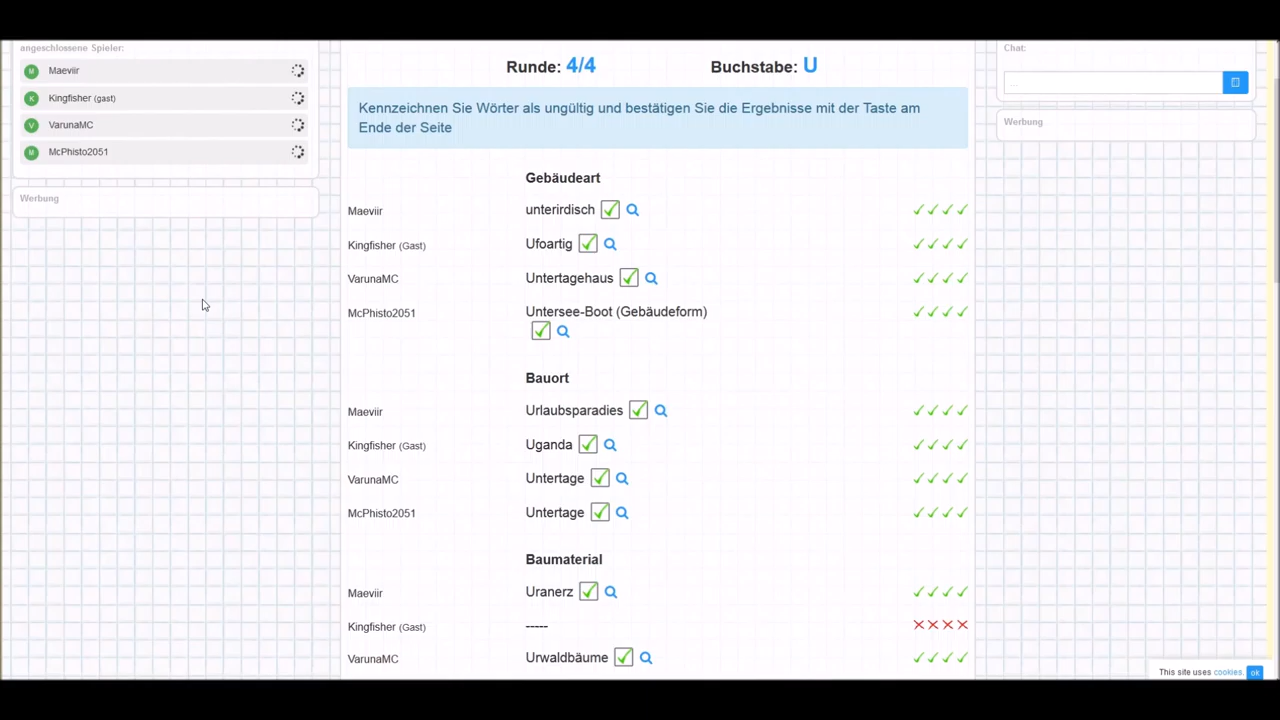 angeschlossene Spieler:
M Maeviir
K Kingfisher (gast)
V VarunaMC
M McPhisto2051
Werbung
Runde: 4/4 Buchstabe: U
Kennzeichnen Sie Wörter als ungültig und bestätigen Sie die Ergebnisse mit der Taste am
Ende der Seite
Gebäudeart
Maeviir unterirdisch
Kingfisher (Gast) Ufoartig
VarunaMC Untertagehaus
McPhisto2051 Untersee-Boot (Gebäudeform)
Bauort
Maeviir Urlaubsparadies
Kingfisher (Gast) Uganda
VarunaMC Untertage
McPhisto2051 Untertage
Baumaterial
Maeviir Uranerz
Kingfisher (Gast) -----
VarunaMC Urwaldbäume
Chat:
...
Werbung
This site uses cookies. ok